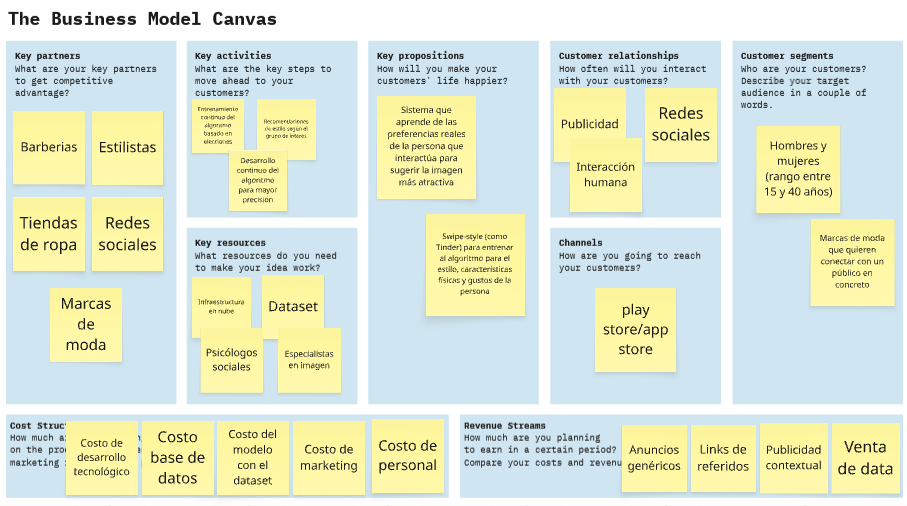 The Business Model Canvas
Key partners
What are your key partners
to get competitive
advantage?
Barberias
Estilistas
Tiendas
de ropa
Redes
sociales
Marcas
de
moda
Key activities
What are the key steps to
move ahead to your
customers?
Entrenamiento
continuo del
algoritmo
basado en
elecciones
Recomendaciones
de estilo según el
grupo de interés
Desarrollo
continuo del
algoritmo
para mayor
precisión
Key resources
What resources do you need
to make your idea work?
Infraestructura
en nube
Dataset
Psicólogos
sociales
Especialistas
en imagen
Key propositions
How will you make your
customers' life happier?
Sistema que
aprende de las
preferencias reales
de la persona que
interactúa para
sugerir la imagen
más atractiva
Swipe-style (como
Tinder) para entrenar
al algoritmo para el
estilo, características
físicas y gustos de la
persona
Customer relationships
How often will you interact
with your customers?
Publicidad
Redes
sociales
Interacción
humana
Channels
How are you going to reach
your customers?
play
store/app
store
Customer segments
Who are your customers?
Describe your target
audience in a couple of
words.
Hombres y
mujeres
(rango entre
15 y 40 años)
Marcas de moda
que quieren
conectar con un
público en
concreto
Cost Struc
How much a
on the pro
marketing
Costo de
desarrollo
tecnológico
Costo
base de
datos
Costo del
modelo
con el
dataset
Costo de
marketing
Costo de
personal
Revenue Streams
How much are you planning
to earn in a certain period?
Compare your costs and revenu
Anuncios
genéricos
Links de
referidos
Publicidad
contextual
Venta
de data